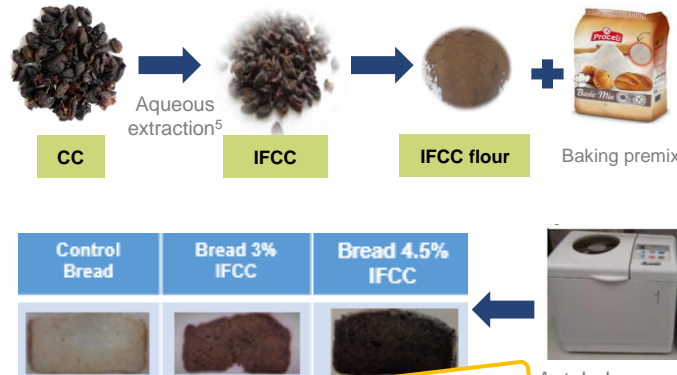 Proceli
Basic Mix
Aqueous
extraction5
CC
IFCC
IFCC flour
Baking premix
Control
Bread
Bread 3%
IFCC
Bread 4.5%
IFCC
1